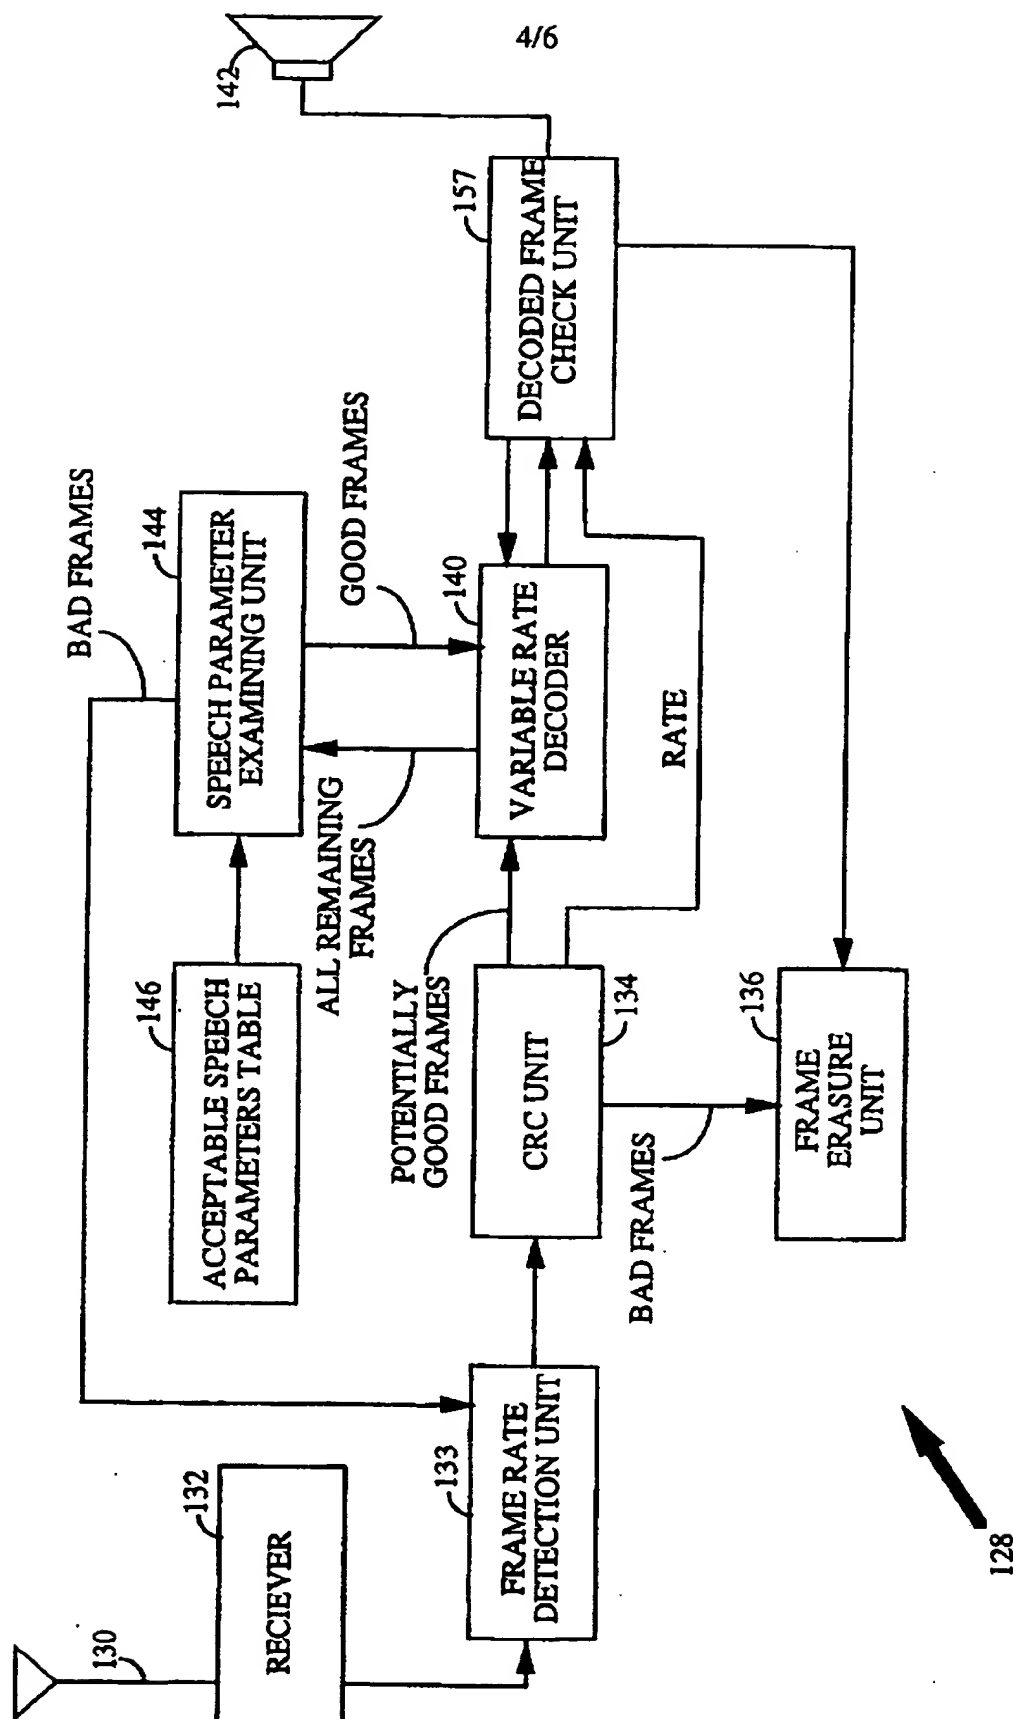 4/6
130
132
RECIEVER
133
FRAME RATE
DETECTION UNIT
BAD FRAMES
146
ACCEPTABLE SPEECH
PARAMETERS TABLE
144
SPEECH PARAMETER
EXAMINING UNIT
ALL REMAINING
FRAMES
GOOD FRAMES
POTENTIALLY
GOOD FRAMES
CRC UNIT
134
140
VARIABLE RATE
DECODER
157
DECODED FRAME
CHECK UNIT
142
RATE
BAD FRAMES
136
FRAME
ERASURE
UNIT
128